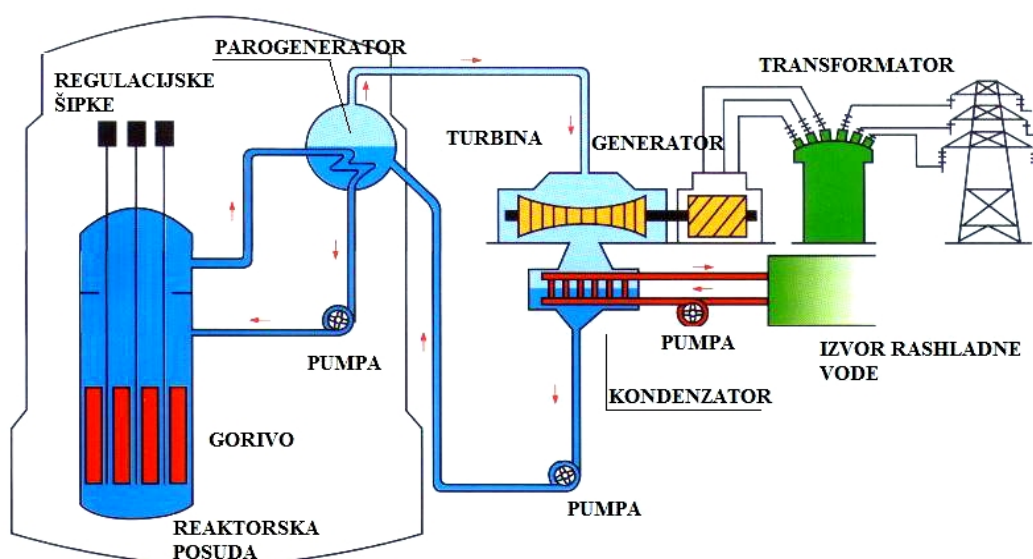 PAROGENERATOR
REGULACIJSKE
ŠIPKE
TRANSFORMATOR
TURBINA
GENERATOR
PUMPA
PUMPA
IZVOR RASHLADNE
VODE
KONDENZATOR
GORIVO
PUMPA
REAKTORSKA
POSUDA